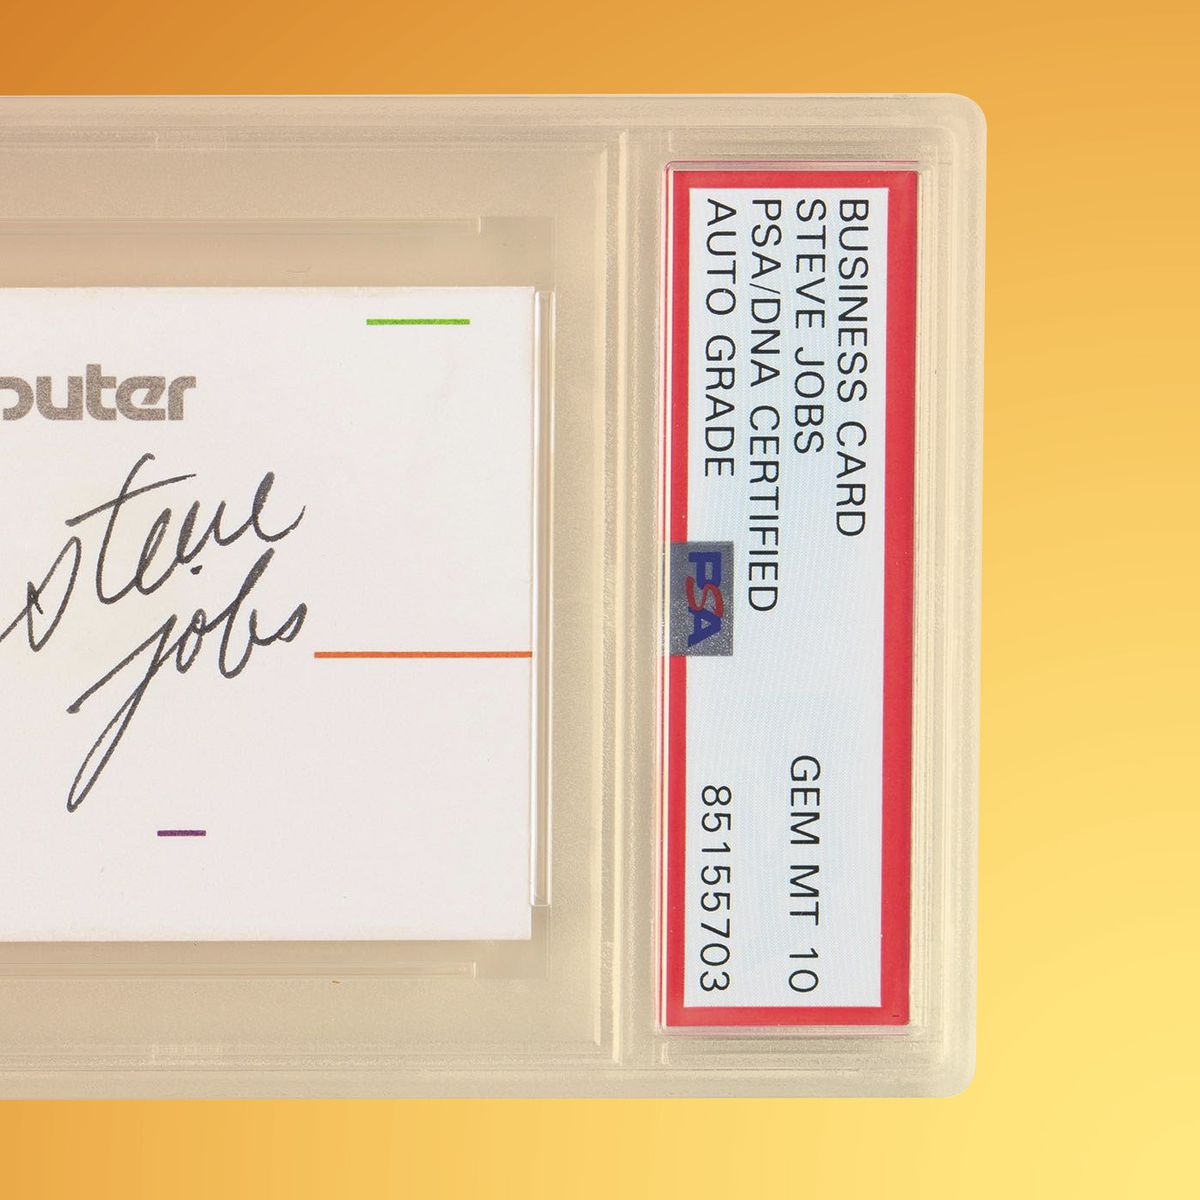 puter
steve
jobs
BUSINESS CARD
STEVE JOBS
PSA/DNA CERTIFIED
AUTO GRADE
GEM MT 10
85155703
PSA